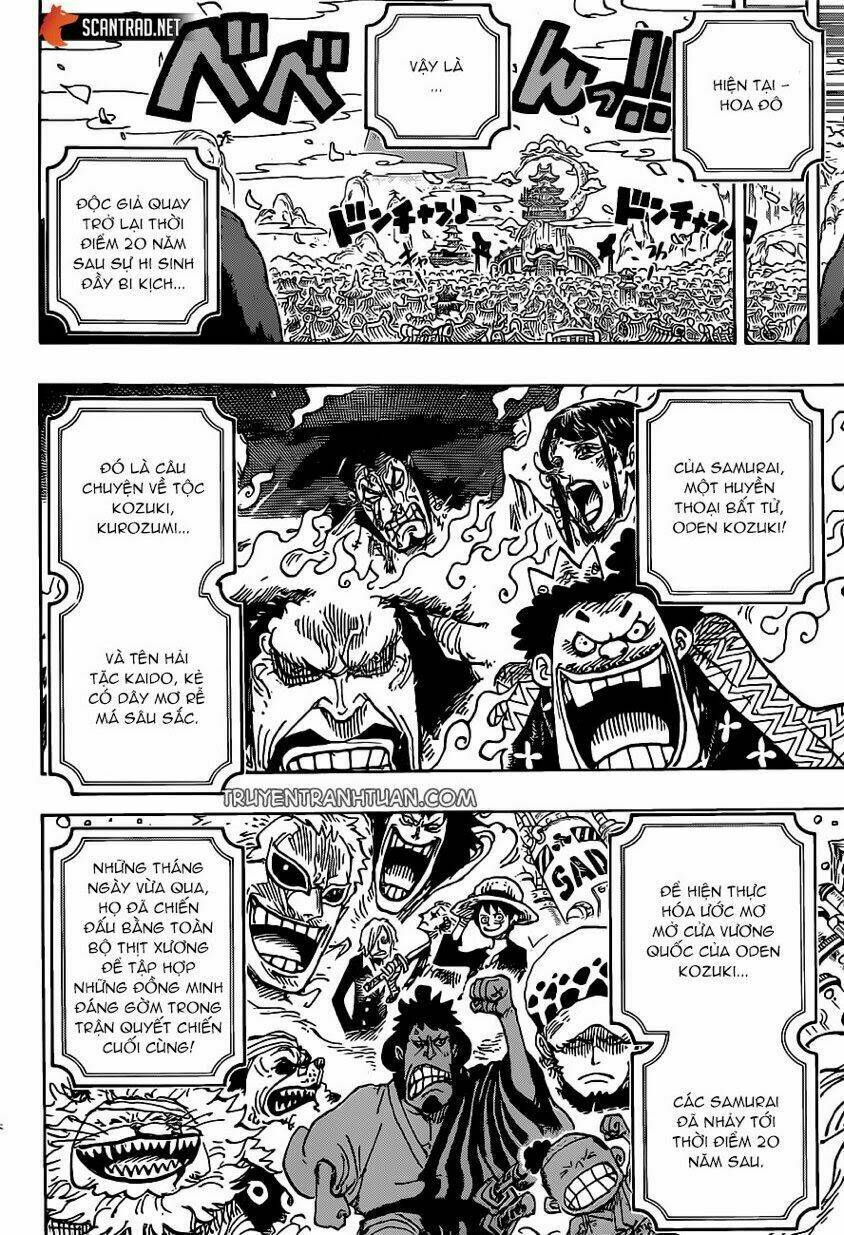 SCANTRAD.NET
HIỆN TẠI -
HOA ĐÔ
んっ!!
VẬY LÀ
...
べべ
ドンチャン♪
ドンチャン♪
ĐỘC GIẢ QUAY
TRỞ LẠI THỜI
ĐIỂM 20 NĂM
SAU SỰ HI SINH
ĐẦY BI KỊCH...
CỦA SAMURAI,
MỘT HUYỀN
THOẠI BẤT TỬ,
ODEN KOZUKI!
ĐÓ LÀ CÂU
CHUYỆN VỀ TỘC
KOZUKI,
KUROZUMI...
VÀ TÊN HẢI
TẶC KAIDO, KẺ
CÓ DÂY MƠ RỄ
MÁ SÂU SẮC.
TRUYENTRANHTUAN.COM
ĐỂ HIỆN THỰC
HÓA ƯỚC MƠ
MỞ CỬA VƯƠNG
QUỐC CỦA ODEN
KOZUKI...
CÁC SAMURAI
ĐÃ NHẢY TỚI
THỜI ĐIỂM 20
NĂM SAU.
SAD
NHỮNG THÁNG
NGÀY VỪA QUA,
HỌ ĐÃ CHIẾN
ĐẤU BẰNG TOÀN
BỘ THỊT XƯƠNG
ĐỂ TẬP HỢP
NHỮNG ĐỒNG MINH
ĐÁNG GỜM TRONG
TRẬN QUYẾT CHIẾN
CUỐI CÙNG!